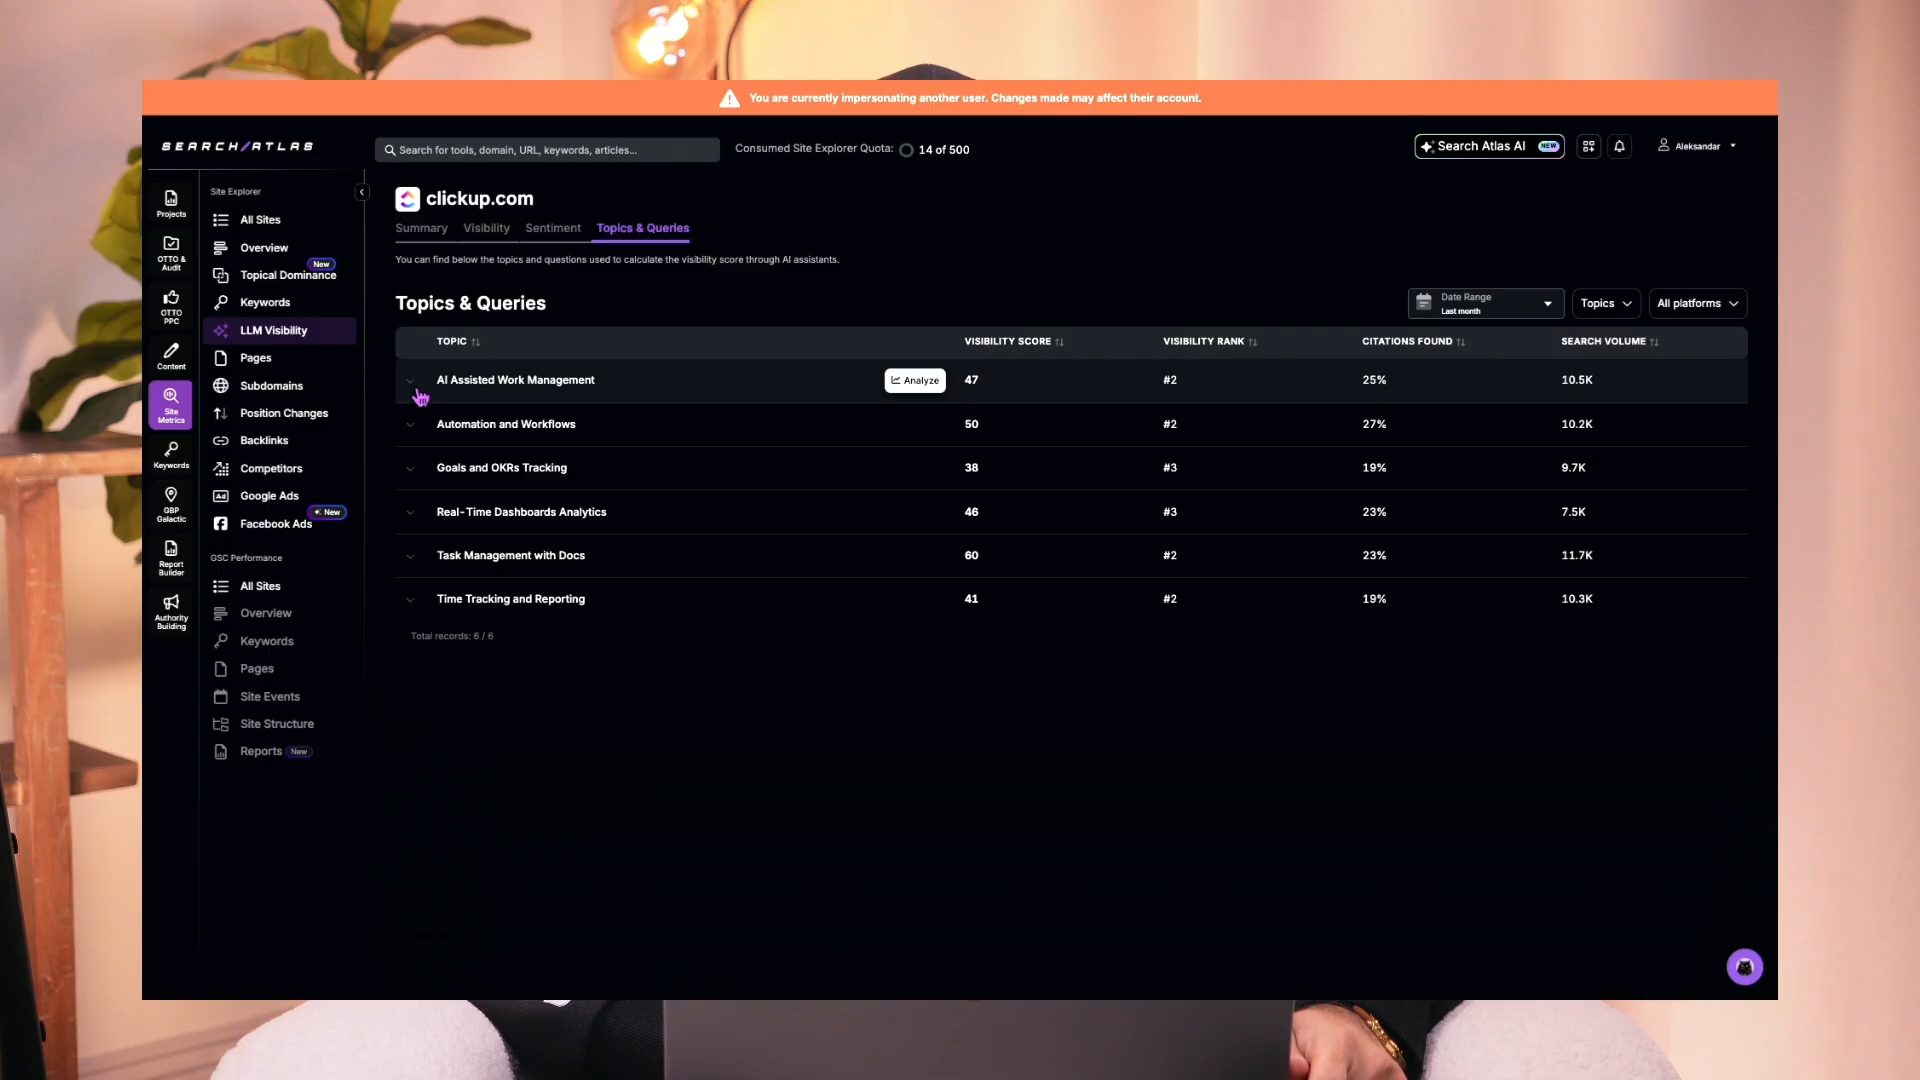 You are currently impersonating another user. Changes made may affect their account.
SEARCH/ATLAS
Search for tools, domain, URL, keywords, articles...
Consumed Site Explorer Quota: 14 of 500
Search Atlas AI NEW
Aleksandar
Projects
OTTO &
Audit
OTTO
PPC
Content
Site
Metrics
Keywords
GBP
Galactic
Report
Builder
Authority
Building
Site Explorer
All Sites
Overview
New
Topical Dominance
Keywords
LLM Visibility
Pages
Subdomains
Position Changes
Backlinks
Competitors
Ad Google Ads
New
Facebook Ads
GSC Performance
All Sites
Overview
Keywords
Pages
Site Events
Site Structure
Reports New
clickup.com
Summary Visibility Sentiment Topics & Queries
You can find below the topics and questions used to calculate the visibility score through AI assistants.
Topics & Queries
Date Range
Last month
Topics
All platforms
TOPIC VISIBILITY SCORE VISIBILITY RANK CITATIONS FOUND SEARCH VOLUME
AI Assisted Work Management Analyze 47 #2 25% 10.5K
Automation and Workflows 50 #2 27% 10.2K
Goals and OKRs Tracking 38 #3 19% 9.7K
Real-Time Dashboards Analytics 46 #3 23% 7.5K
Task Management with Docs 60 #2 23% 11.7K
Time Tracking and Reporting 41 #2 19% 10.3K
Total records: 6 / 6